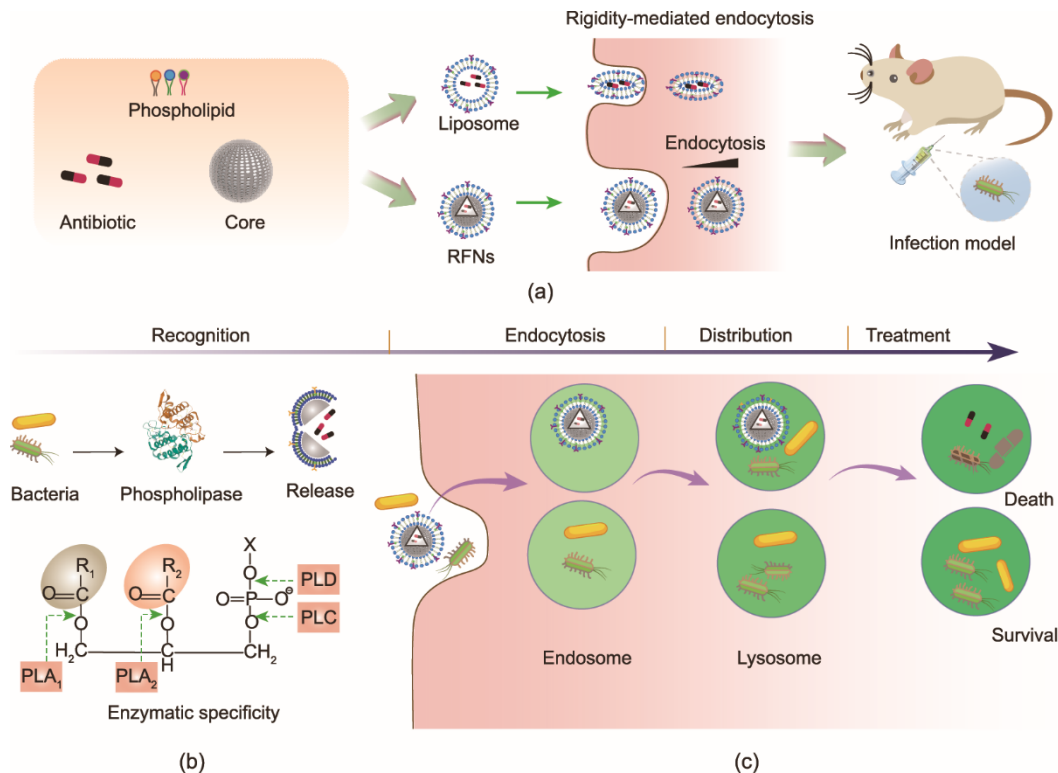 Rigidity-mediated endocytosis
Phospholipid
Antibiotic
Core
Liposome
RFNs
Endocytosis
Infection model
(a)
Recognition
Endocytosis
Distribution
Treatment
Bacteria
Phospholipase
Release
R₁
R₂
X
O
PLD
O=C
O=C
O=P
O⊖
O
O
O
PLC
H₂C
C
H
CH₂
PLA₁
PLA₂
Enzymatic specificity
(b)
Endosome
Lysosome
Death
Survival
(c)